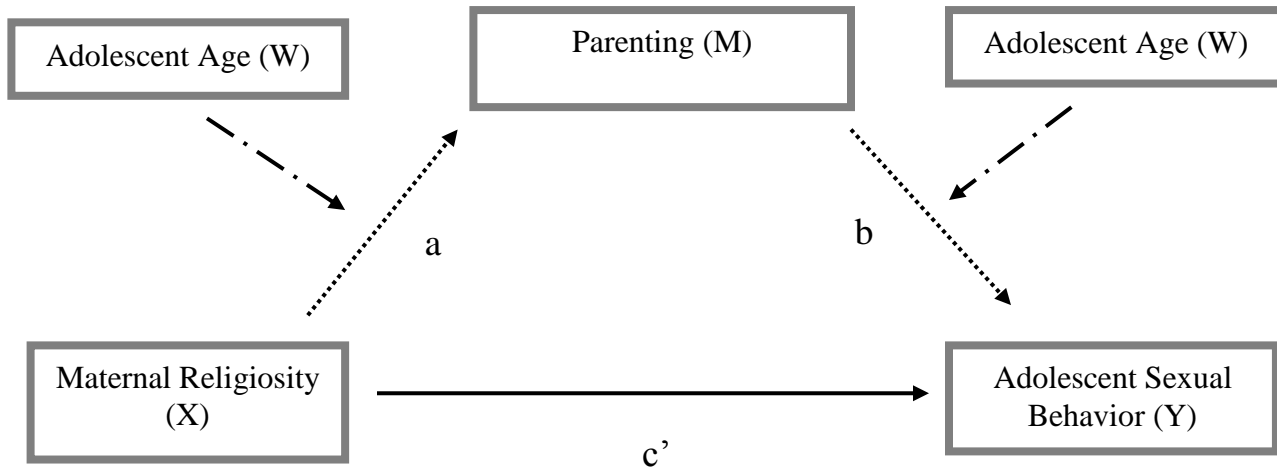 Adolescent Age (W)
Parenting (M)
Adolescent Age (W)
a
b
Maternal Religiosity
(X)
Adolescent Sexual
Behavior (Y)
c’